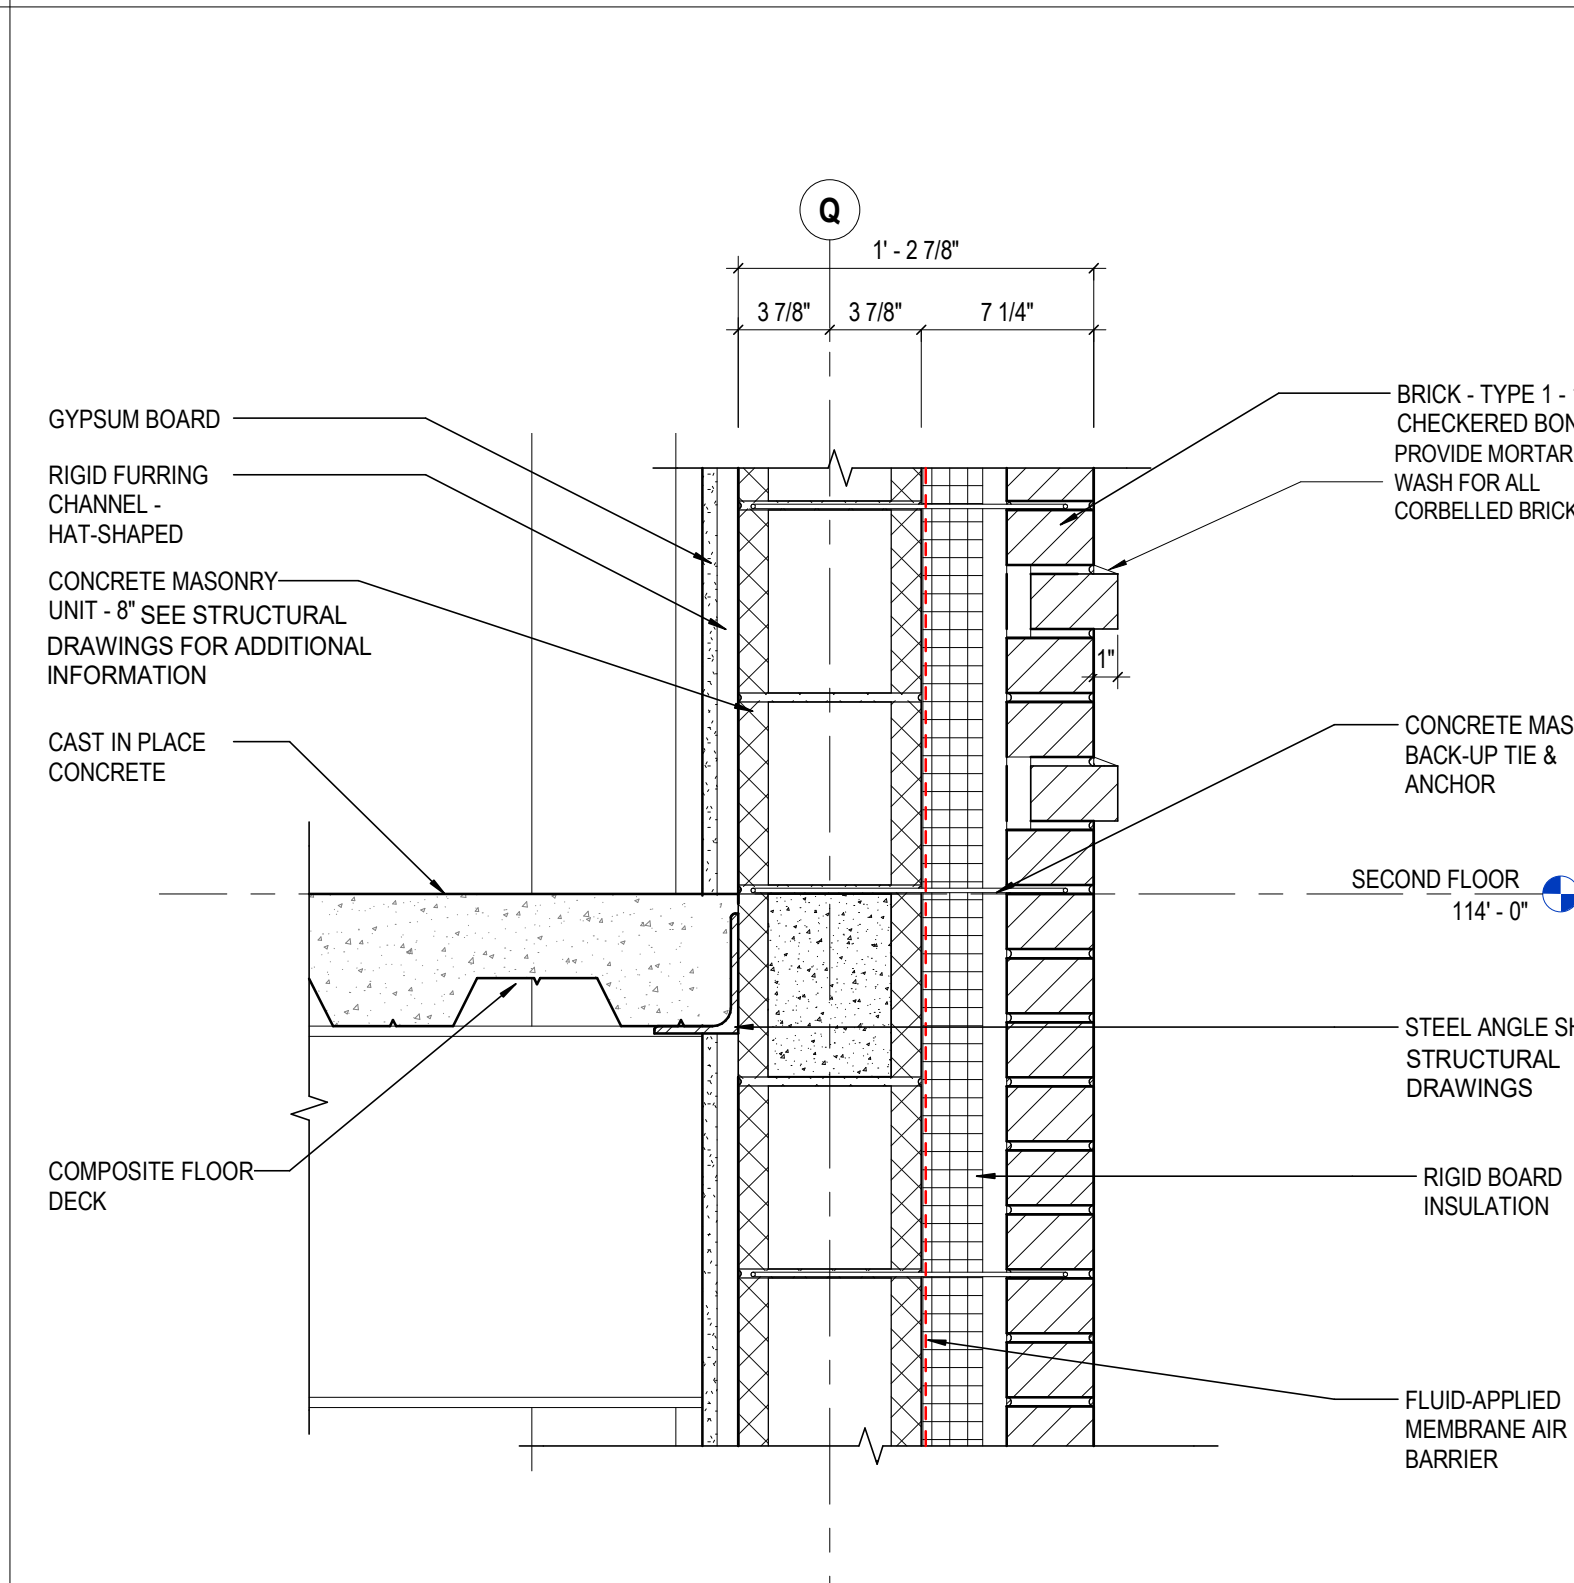 Q
1' - 2 7/8"
3 7/8" 3 7/8" 7 1/4"
GYPSUM BOARD
RIGID FURRING
CHANNEL -
HAT-SHAPED
CONCRETE MASONRY
UNIT - 8" SEE STRUCTURAL
DRAWINGS FOR ADDITIONAL
INFORMATION
CAST IN PLACE
CONCRETE
COMPOSITE FLOOR
DECK
BRICK - TYPE 1 -
CHECKERED BON
PROVIDE MORTAR
WASH FOR ALL
CORBELLED BRICK
1"
CONCRETE MAS
BACK-UP TIE &
ANCHOR
SECOND FLOOR
114' - 0"
STEEL ANGLE SH
STRUCTURAL
DRAWINGS
RIGID BOARD
INSULATION
FLUID-APPLIED
MEMBRANE AIR
BARRIER